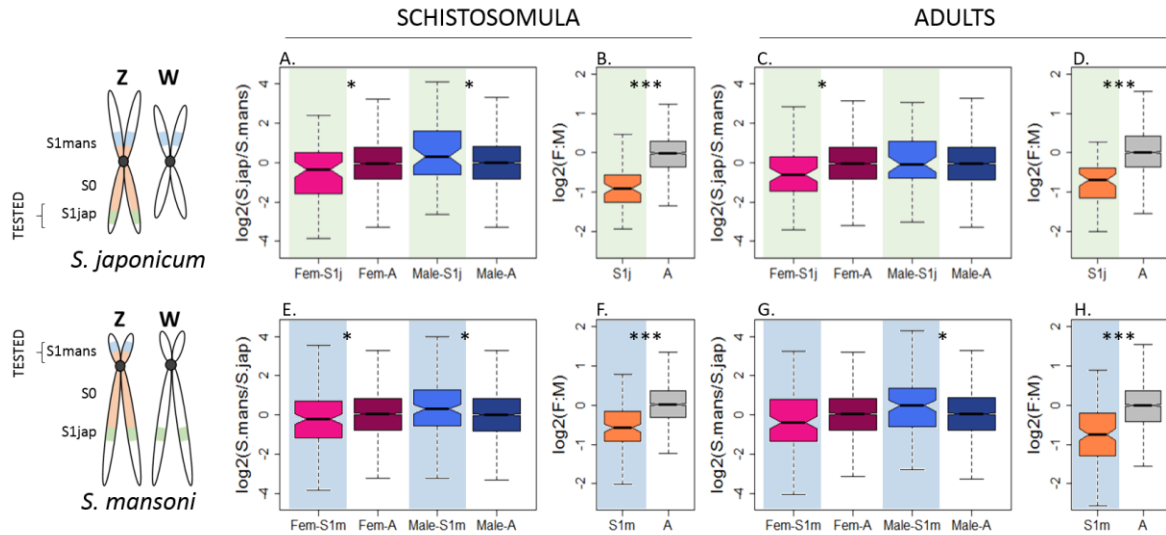 SCHISTOSOMULA
ADULTS
Z W
S1mans
S0
S1jap
TESTED
S. japonicum
A.
log2(S.jap/S.mans)
4
2
0
-2
-4
* *
Fem-S1j Fem-A Male-S1j Male-A
B.
log2(F:M)
2
1
0
-1
-2
***
S1j A
C.
log2(S.jap/S.mans)
4
2
0
-2
-4
*
Fem-S1j Fem-A Male-S1j Male-A
D.
log2(F:M)
2
1
0
-1
-2
***
S1j A
Z W
TESTED
S1mans
S0
S1jap
S. mansoni
E.
log2(S.mans/S.jap)
4
2
0
-2
-4
* *
Fem-S1m Fem-A Male-S1m Male-A
F.
log2(F:M)
2
1
0
-1
-2
***
S1m A
G.
log2(S.mans/S.jap)
4
2
0
-2
-4
*
Fem-S1m Fem-A Male-S1m Male-A
H.
log2(F:M)
2
1
0
-1
-2
***
S1m A